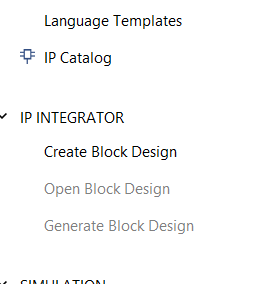 Language Templates
IP Catalog
IP INTEGRATOR
Create Block Design
Open Block Design
Generate Block Design
SIMULATION